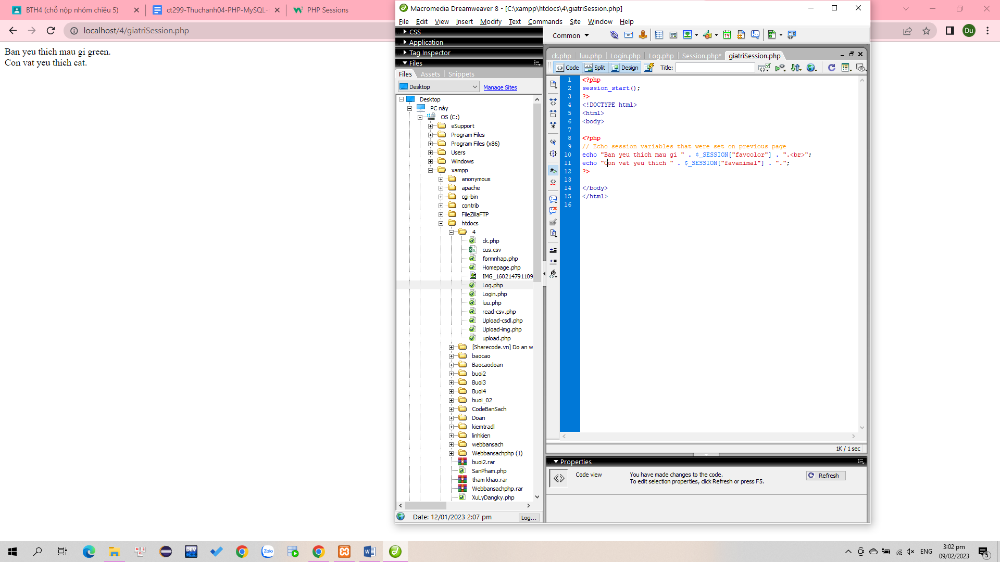 BTH4 (chỗ nộp nhóm chiều 5)
ct299-Thuchanh04-PHP-MySQL-
PHP Sessions
localhost/4/giatriSession.php
Du
Ban yeu thich mau gi green.
Con vat yeu thich cat.
Macromedia Dreamweaver 8 - [C:\xampp\htdocs\4\giatriSession.php]
File Edit View Insert Modify Text Commands Site Window Help
CSS
Application
Tag Inspector
Files
Files Assets Snippets
Desktop
Manage Sites
Desktop
PC này
OS (C:)
eSupport
Program Files
Program Files (x86)
Users
Windows
xampp
anonymous
apache
cgi-bin
contrib
FileZillaFTP
htdocs
4
ck.php
cus.csv
formnhap.php
Homepage.php
IMG_160214791109
Log.php
Login.php
luu.php
read-csv.php
Upload-csdl.php
Upload-img.php
upload.php
[Sharecode.vn] Do an w
baocao
Baocaodoan
buoi2
Buoi3
Buoi4
buoi_02
CodeBanSach
Doan
kiemtradl
linhkien
webbansach
Webbansachphp (1)
buoi2.rar
SanPham.php
tham khao.rar
Webbansachphp.rar
XuLyDangky.php
Date: 12/01/2023 2:07 pm
Log...
Common
ck.php luu.php Login.php Log.php Session.php* giatriSession.php
Code Split Design Title:
1 <?php
2 session_start();
3 ?>
4 <!DOCTYPE html>
5 <html>
6 <body>
7
8 <?php
9 // Echo session variables that were set on previous page
10 echo "Ban yeu thich mau gi " . $_SESSION["favcolor"] . ".<br>";
11 echo "Con vat yeu thich " . $_SESSION["favanimal"] . ".";
12 ?>
13
14 </body>
15 </html>
16
1K / 1 sec
Properties
Code view
You have made changes to the code.
To edit selection properties, click Refresh or press F5.
Refresh
ENG
3:02 pm
09/02/2023
5